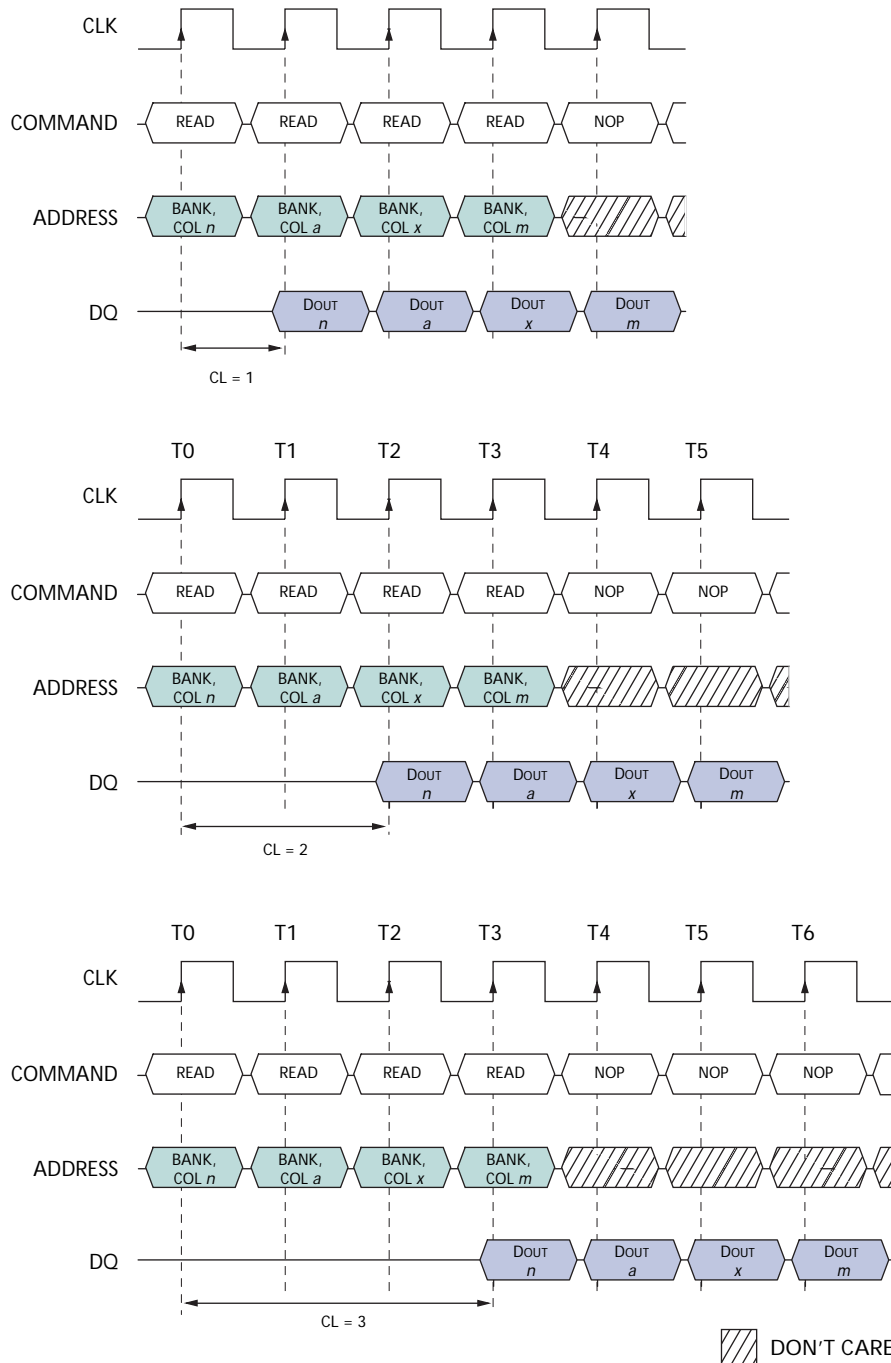 CLK
COMMAND READ READ READ READ NOP
ADDRESS BANK, COL n BANK, COL a BANK, COL x BANK, COL m
DQ DOUT n DOUT a DOUT x DOUT m
CL = 1
T0 T1 T2 T3 T4 T5
CLK
COMMAND READ READ READ READ NOP NOP
ADDRESS BANK, COL n BANK, COL a BANK, COL x BANK, COL m
DQ DOUT n DOUT a DOUT x DOUT m
CL = 2
T0 T1 T2 T3 T4 T5 T6
CLK
COMMAND READ READ READ READ NOP NOP NOP
ADDRESS BANK, COL n BANK, COL a BANK, COL x BANK, COL m
DQ DOUT n DOUT a DOUT x DOUT m
CL = 3
DON'T CARE